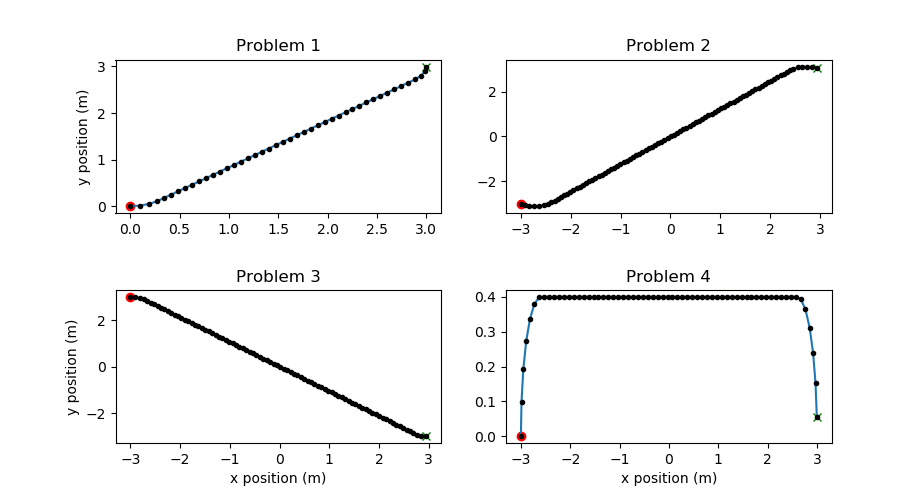 Problem 1
y position (m)
3
2
1
0
0.0 0.5 1.0 1.5 2.0 2.5 3.0
Problem 2
2
0
−2
−3 −2 −1 0 1 2 3
Problem 3
y position (m)
2
0
−2
−3 −2 −1 0 1 2 3
x position (m)
Problem 4
0.4
0.3
0.2
0.1
0.0
−3 −2 −1 0 1 2 3
x position (m)